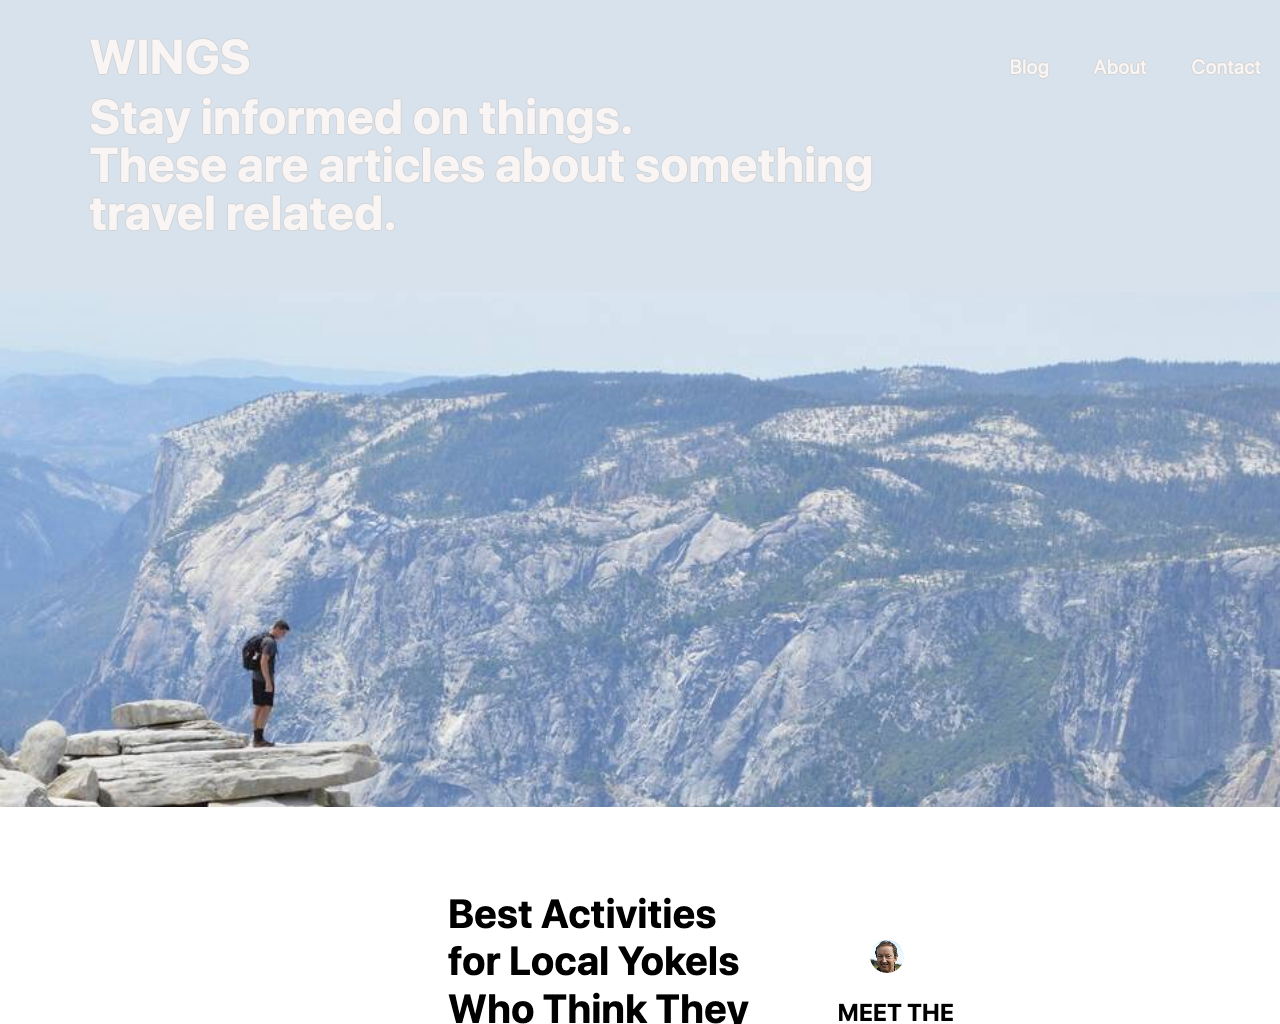 WINGS
Blog About Contact
Stay informed on things.
These are articles about something
travel related.
Best Activities
for Local Yokels
Who Think They
MEET THE